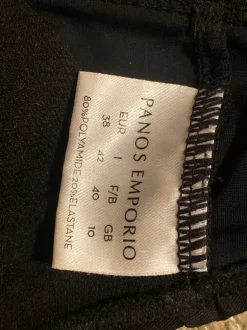 PANOS EMPORIO
EUR I F/B GB
38 42 40 10
80%POLYAMIDE 20%ELASTANE